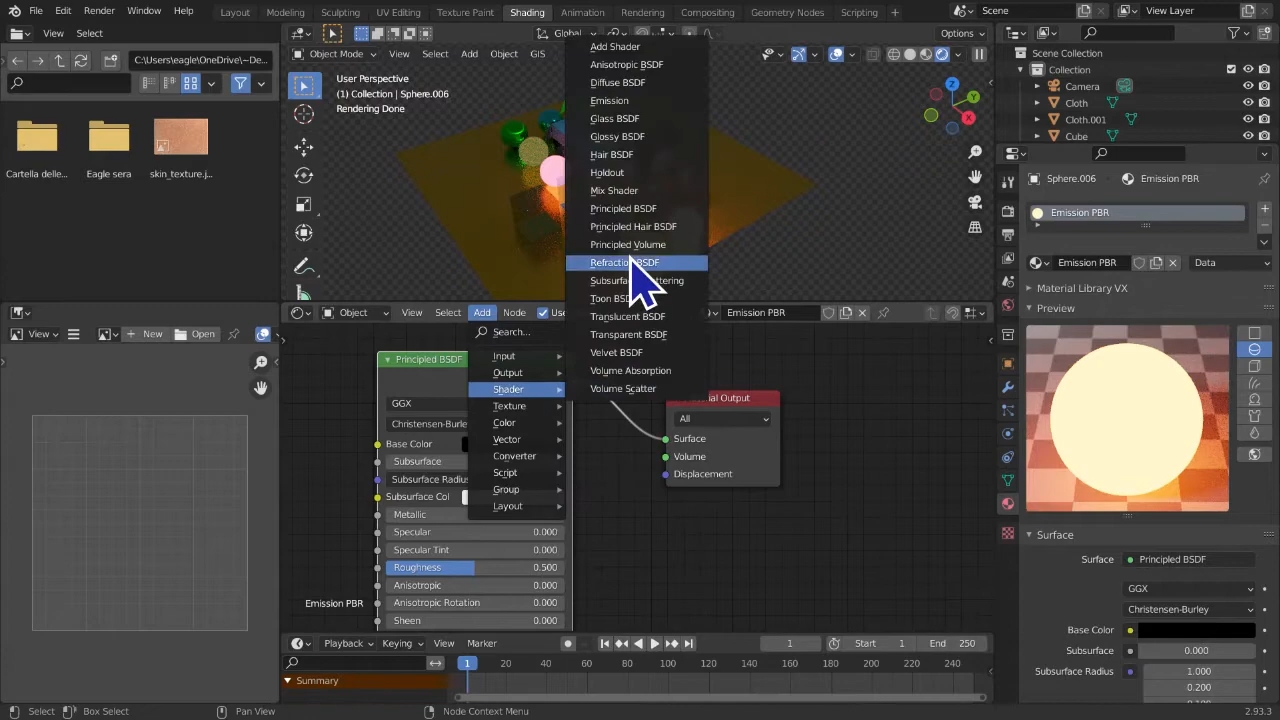 File Edit Render Window Help Layout Modeling Sculpting UV Editing Texture Paint Shading Animation Rendering Compositing Geometry Nodes Scripting + Scene View Layer
View Select
Global Options
C:\Users\eagle\OneDrive\~De...
Object Mode View Select Add Object GIS
Cartella delle... Eagle sera skin_texture.j...
User Perspective
(1) Collection | Sphere.006
Rendering Done
Z
Y
X
Add Shader
Anisotropic BSDF
Diffuse BSDF
Emission
Glass BSDF
Glossy BSDF
Hair BSDF
Holdout
Mix Shader
Principled BSDF
Principled Hair BSDF
Principled Volume
Refraction BSDF
Toon
Translucent BSDF
Transparent BSDF
Velvet BSDF
Volume Absorption
Volume Scatter
Scene Collection
Collection
Camera
Cloth
Cloth.001
Cube
Sphere.006 Emission PBR
Emission PBR
Emission PBR Data
Material Library VX
Preview
Surface
Surface Principled BSDF
GGX
Christensen-Burley
Base Color
Subsurface 0.000
Subsurface Radius 1.000
0.200
View New Open
Object View Select Add Node Emission PBR
Search...
Input
Output
Shader
Texture
Color
Vector
Converter
Script
Group
Layout
Principled BSDF
GGX
Christensen-Burley
Base Color
Subsurface
Subsurface Radius
Subsurface Col
Metallic
Specular 0.000
Specular Tint 0.000
Roughness 0.500
Anisotropic 0.000
Anisotropic Rotation 0.000
Sheen 0.000
Output
All
Surface
Volume
Displacement
Emission PBR
Playback Keying View Marker 1 Start 1 End 250
1 20 40 60 80 100 120 140 160 180 200 220 240
Summary
Select Box Select Pan View Node Context Menu 2.93.3